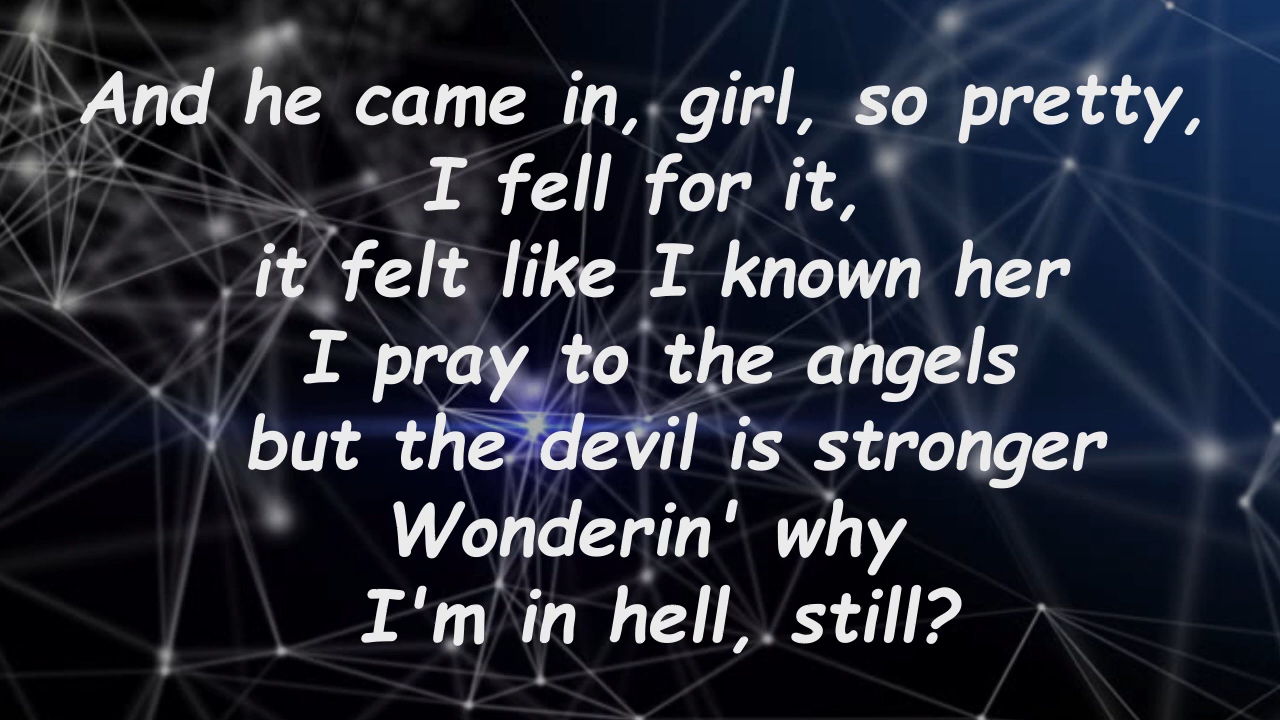 And he came in, girl, so pretty,
I fell for it,
it felt like I known her
I pray to the angels
but the devil is stronger
Wonderin' why
I'm in hell, still?